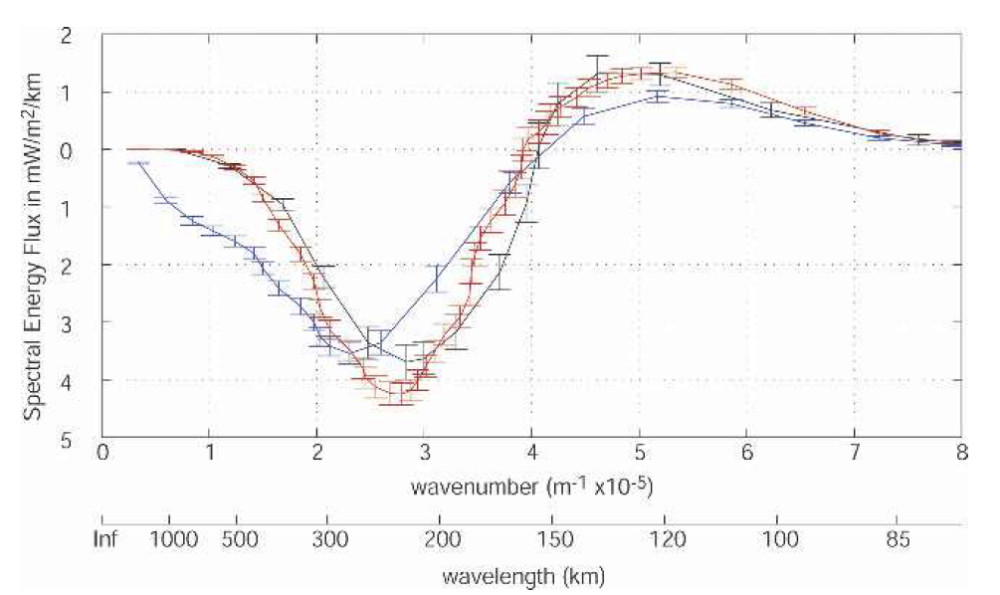 Spectral Energy Flux in mW/m²/km
2
1
0
1
2
3
4
5
0 1 2 3 4 5 6 7 8
wavenumber (m⁻¹ x10⁻⁵)
Inf 1000 500 300 200 150 120 100 85
wavelength (km)